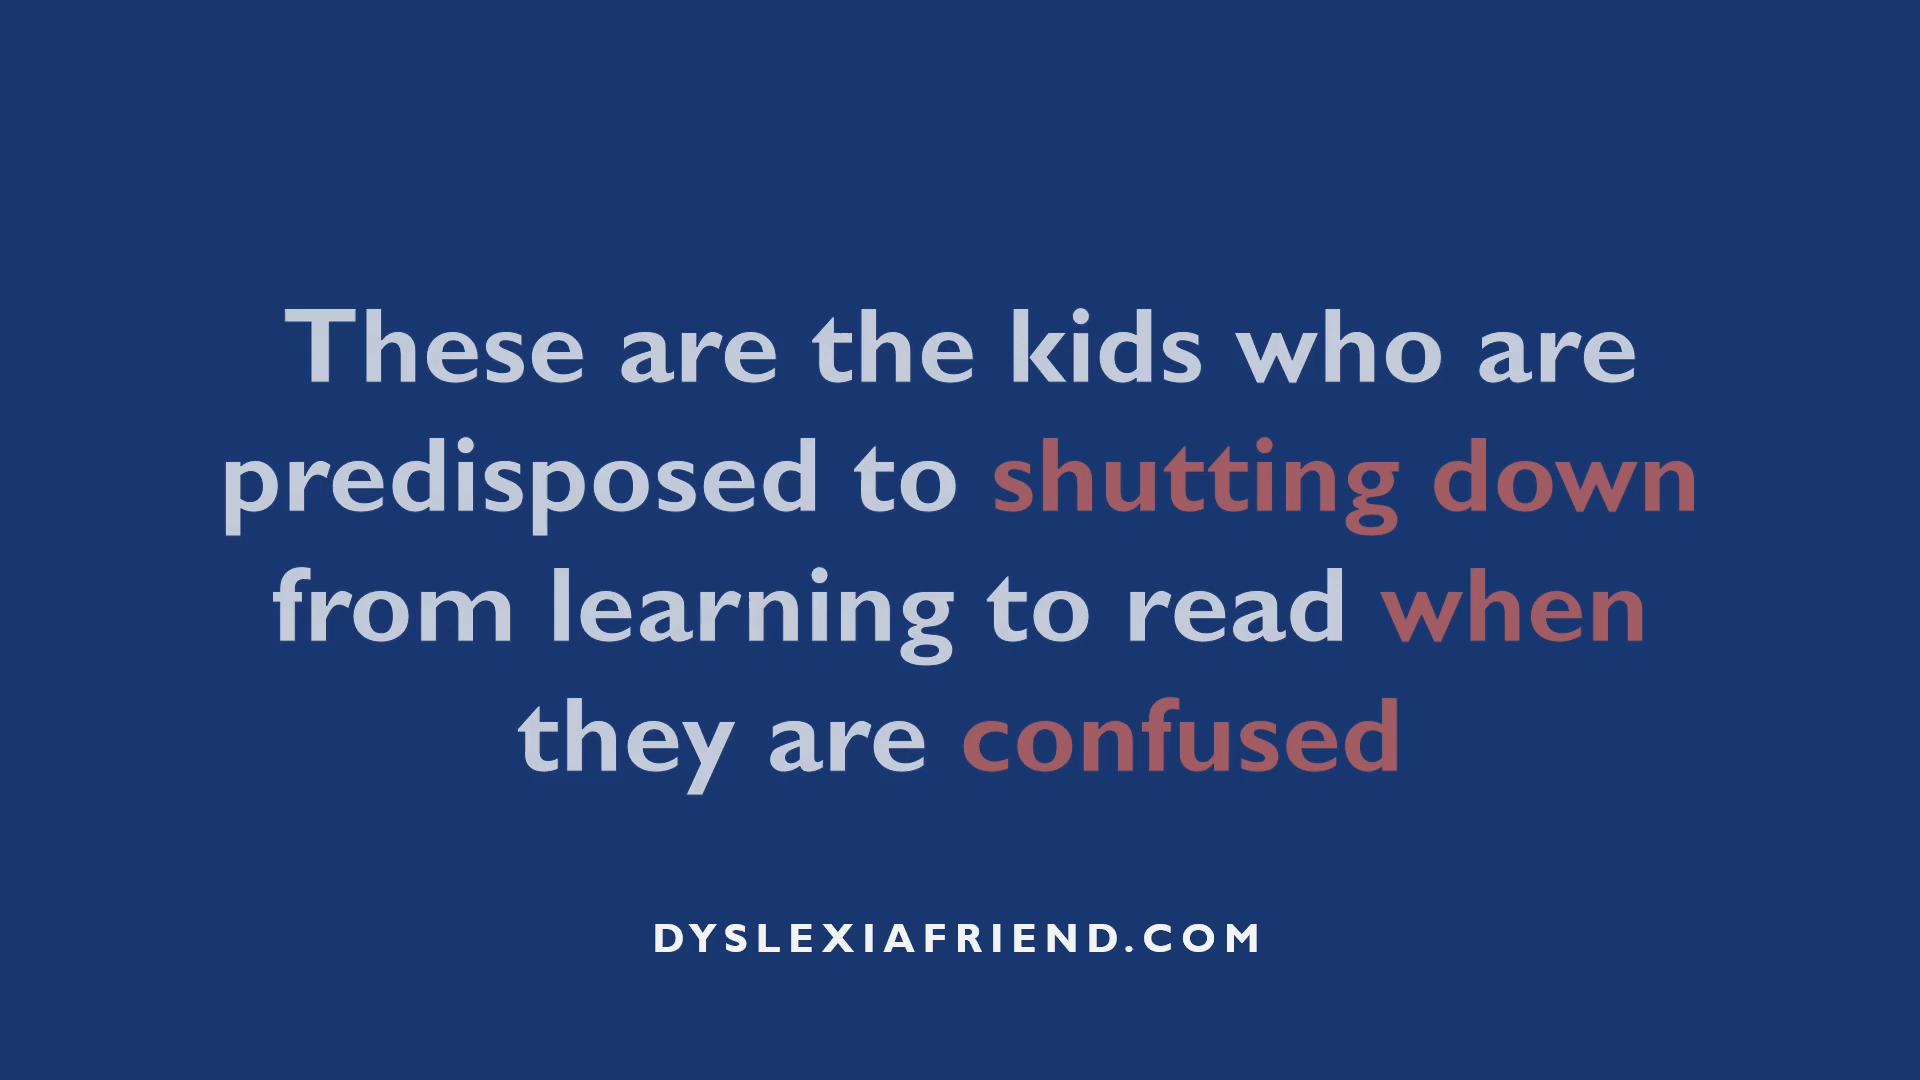 These are the kids who are
predisposed to shutting down
from learning to read when
they are confused
DYSLEXIAFRIEND.COM